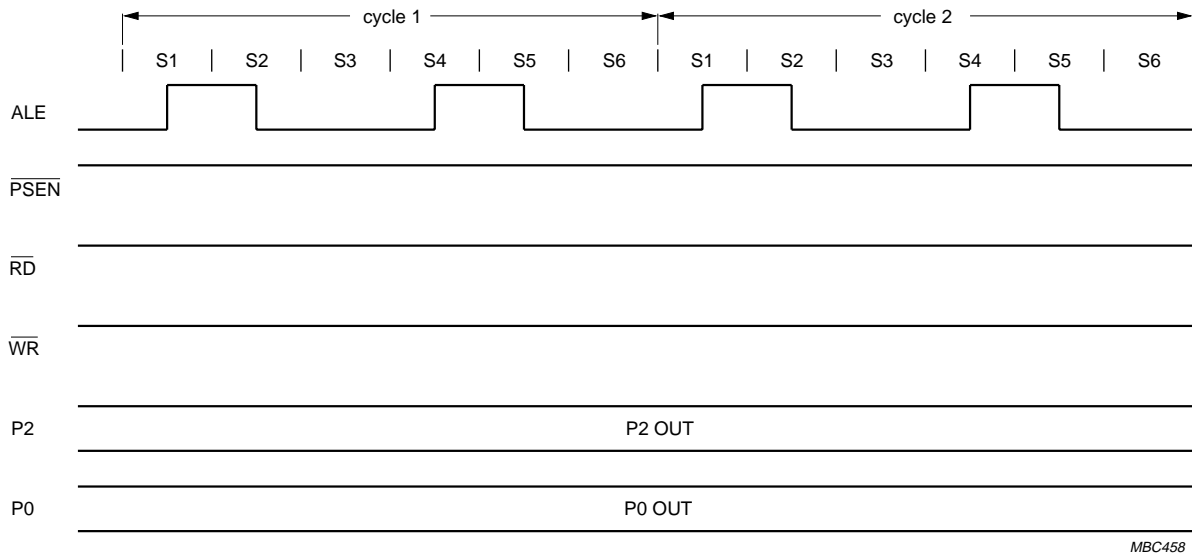 cycle 1 cycle 2
S1 S2 S3 S4 S5 S6 S1 S2 S3 S4 S5 S6
ALE
PSEN
RD
WR
P2 P2 OUT
P0 P0 OUT
MBC458